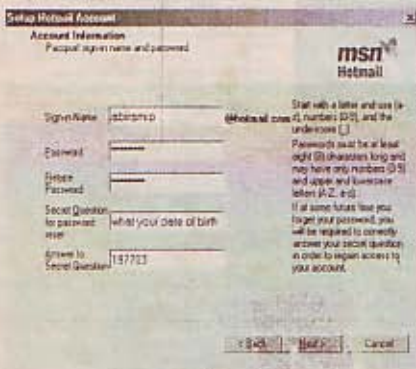 Setup Hotmail Account
Account Information
Passport sign-in name and password
msn
Hotmail
Sign-in Name
@hotmail.com
Start with a letter and use (a-
z), numbers (0-9), and the
underscore (_)
Password
Passwords must be at least
eight (8) characters long and
may have only numbers (0-9)
and upper and lowercase
letters (A-Z, a-z)
Retype
Password
Secret Question
for password
reset
what your date of birth
If at some future time you
forget your password, you
will be required to correctly
answer your secret question
in order to regain access to
your account.
Answer to
Secret Question
197703
< Back
Next >
Cancel